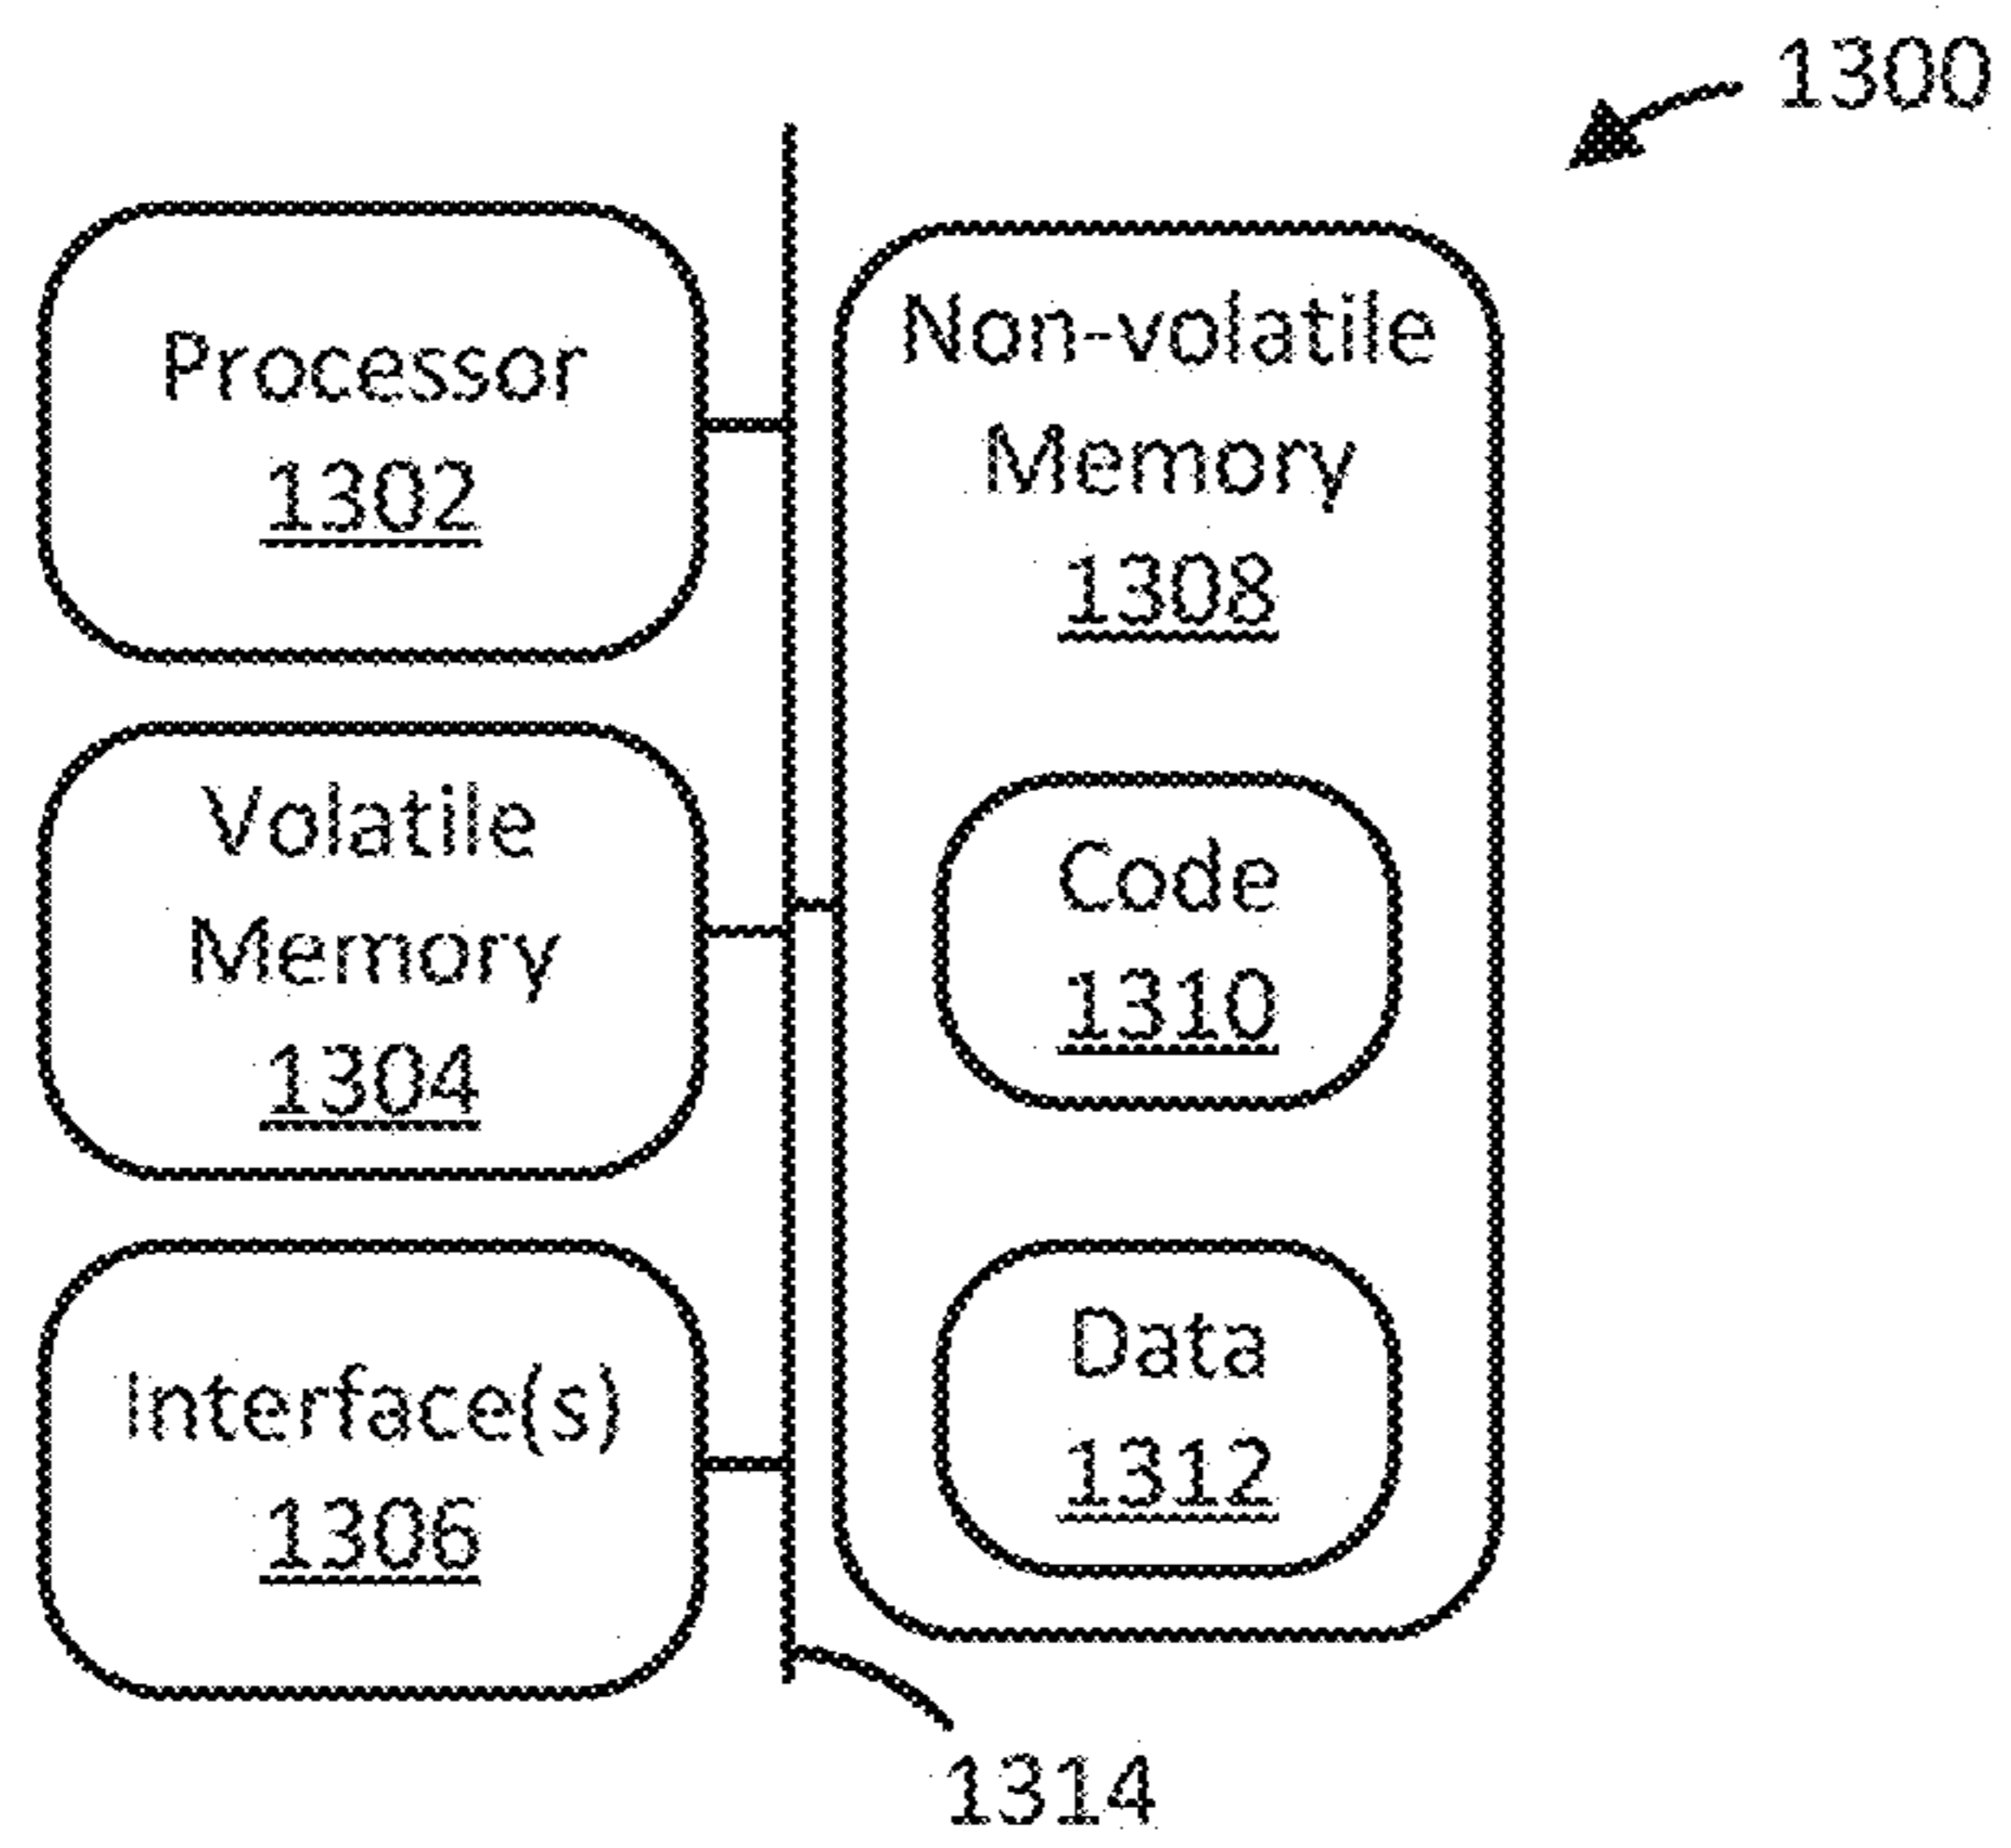 1300
Processor
1302
Volatile
Memory
1304
Interface(s)
1306
Non-volatile
Memory
1308
Code
1310
Data
1312
1314